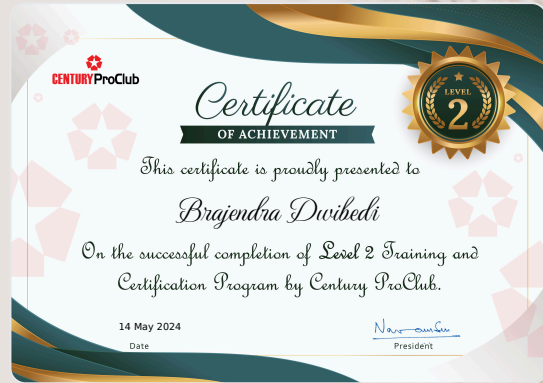 CENTURY ProClub
Certificate
OF ACHIEVEMENT
LEVEL
2
This certificate is proudly presented to
Brajendra Dwibedi
On the successful completion of Level 2 Training and
Certification Program by Century ProClub.
14 May 2024
Date
President